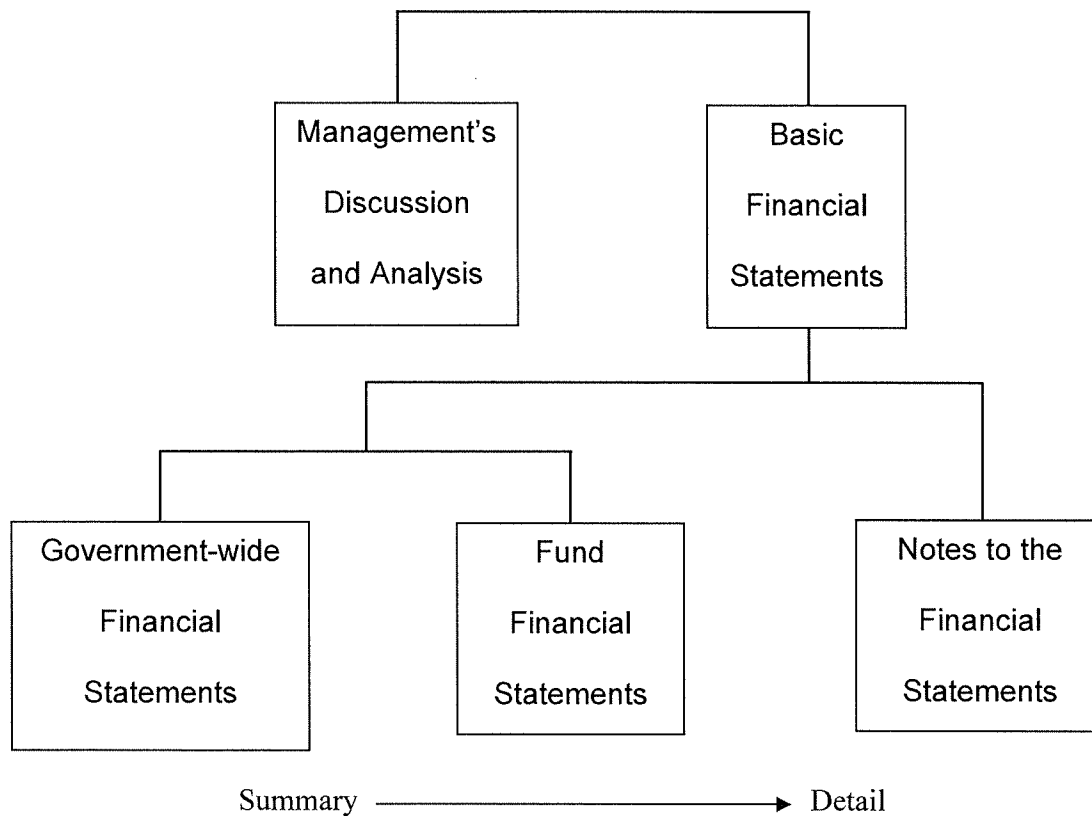 Management’s
Discussion
and Analysis
Basic
Financial
Statements
Government-wide
Financial
Statements
Fund
Financial
Statements
Notes to the
Financial
Statements
Summary
Detail